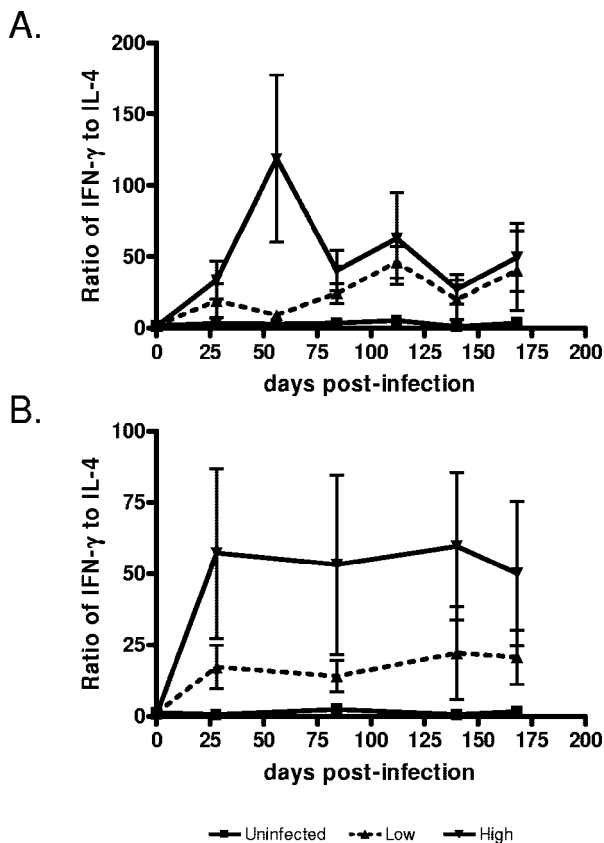 A.
Ratio of IFN-γ to IL-4
200
150
100
50
0
0 25 50 75 100 125 150 175 200
days post-infection
B.
Ratio of IFN-γ to IL-4
100
75
50
25
0
0 25 50 75 100 125 150 175 200
days post-infection
Uninfected Low High